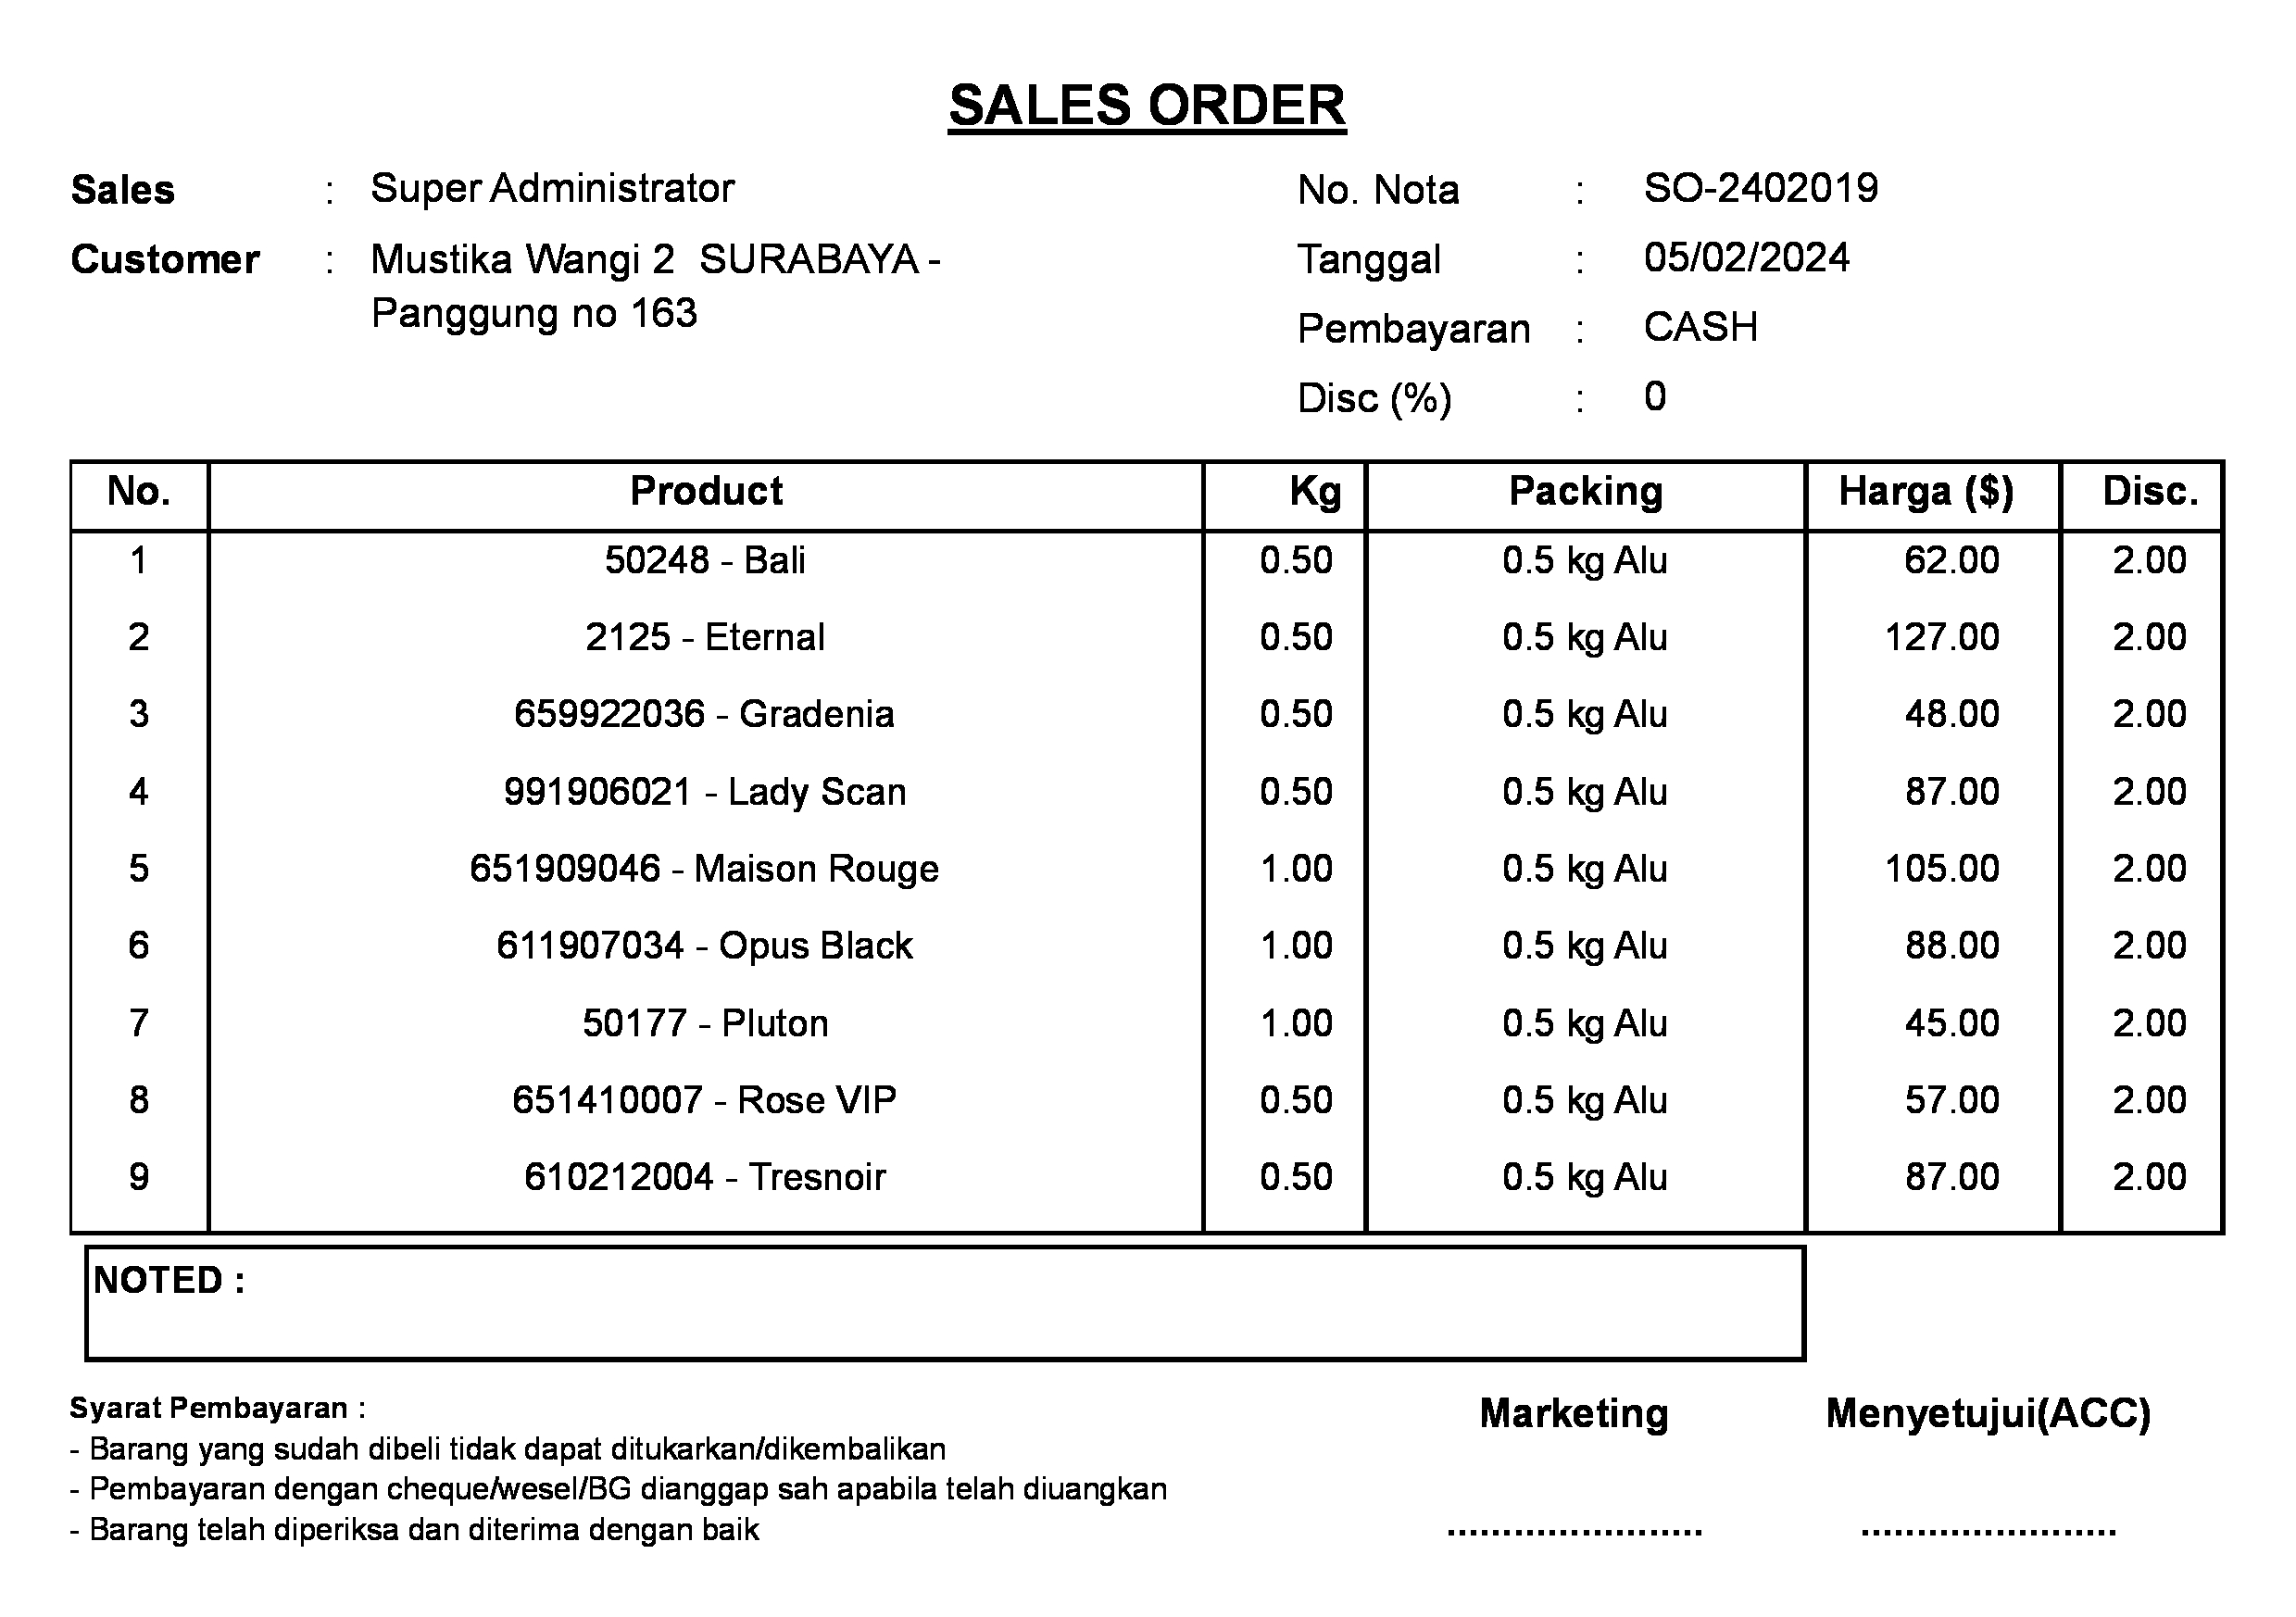 SALES ORDER
Sales : Super Administrator
No. Nota : SO-2402019
Customer : Mustika Wangi 2 SURABAYA -
Panggung no 163
Tanggal : 05/02/2024
Pembayaran : CASH
Disc (%) : 0
No. Product Kg Packing Harga ($) Disc.
1 50248 - Bali 0.50 0.5 kg Alu 62.00 2.00
2 2125 - Eternal 0.50 0.5 kg Alu 127.00 2.00
3 659922036 - Gradenia 0.50 0.5 kg Alu 48.00 2.00
4 991906021 - Lady Scan 0.50 0.5 kg Alu 87.00 2.00
5 651909046 - Maison Rouge 1.00 0.5 kg Alu 105.00 2.00
6 611907034 - Opus Black 1.00 0.5 kg Alu 88.00 2.00
7 50177 - Pluton 1.00 0.5 kg Alu 45.00 2.00
8 651410007 - Rose VIP 0.50 0.5 kg Alu 57.00 2.00
9 610212004 - Tresnoir 0.50 0.5 kg Alu 87.00 2.00
NOTED :
Syarat Pembayaran :
- Barang yang sudah dibeli tidak dapat ditukarkan/dikembalikan
- Pembayaran dengan cheque/wesel/BG dianggap sah apabila telah diuangkan
- Barang telah diperiksa dan diterima dengan baik
Marketing Menyetujui(ACC)
....................... .......................